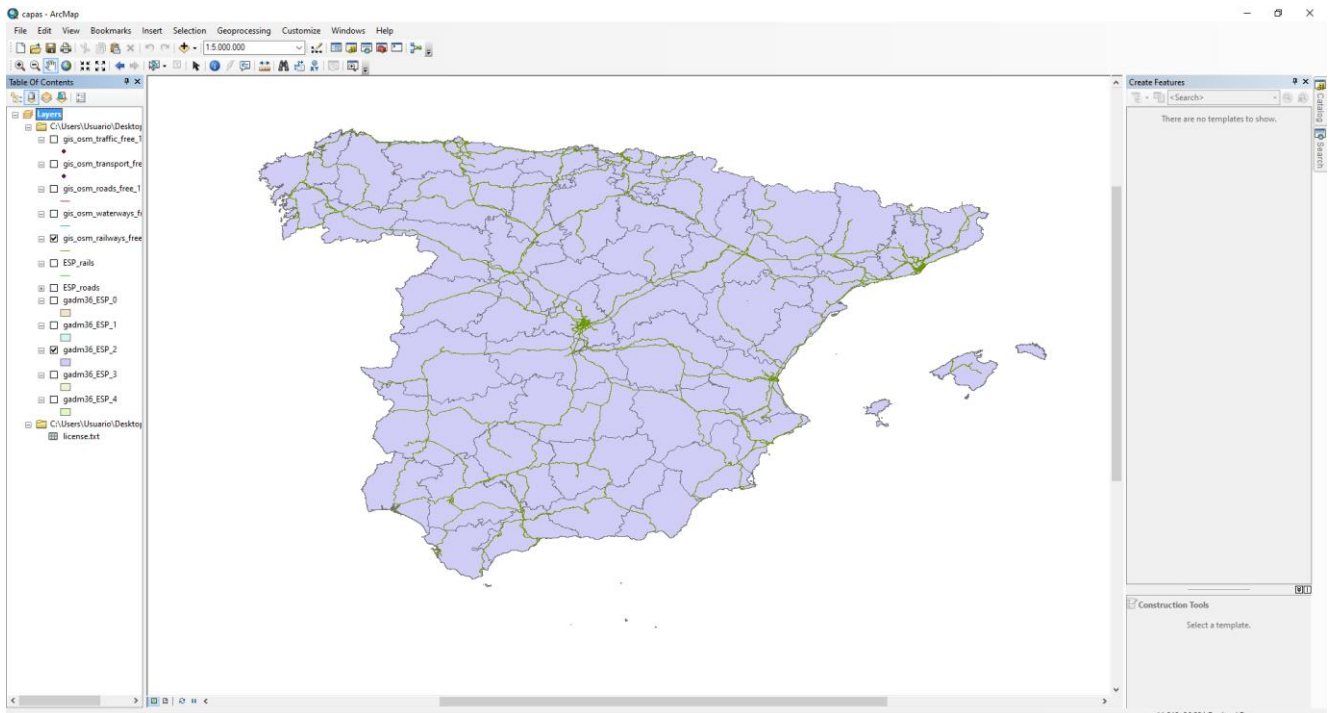 capas - ArcMap
File Edit View Bookmarks Insert Selection Geoprocessing Customize Windows Help
1:5.000.000
Table Of Contents
Layers
C:\Users\Usuario\Desktop
gis_osm_traffic_free_1
gis_osm_transport_fre
gis_osm_roads_free_1
gis_osm_waterways_fr
gis_osm_railways_free
ESP_rails
ESP_roads
gadm36_ESP_0
gadm36_ESP_1
gadm36_ESP_2
gadm36_ESP_3
gadm36_ESP_4
C:\Users\Usuario\Desktop
license.txt
Create Features
<Search>
There are no templates to show.
Construction Tools
Select a template.
Catalog
Search